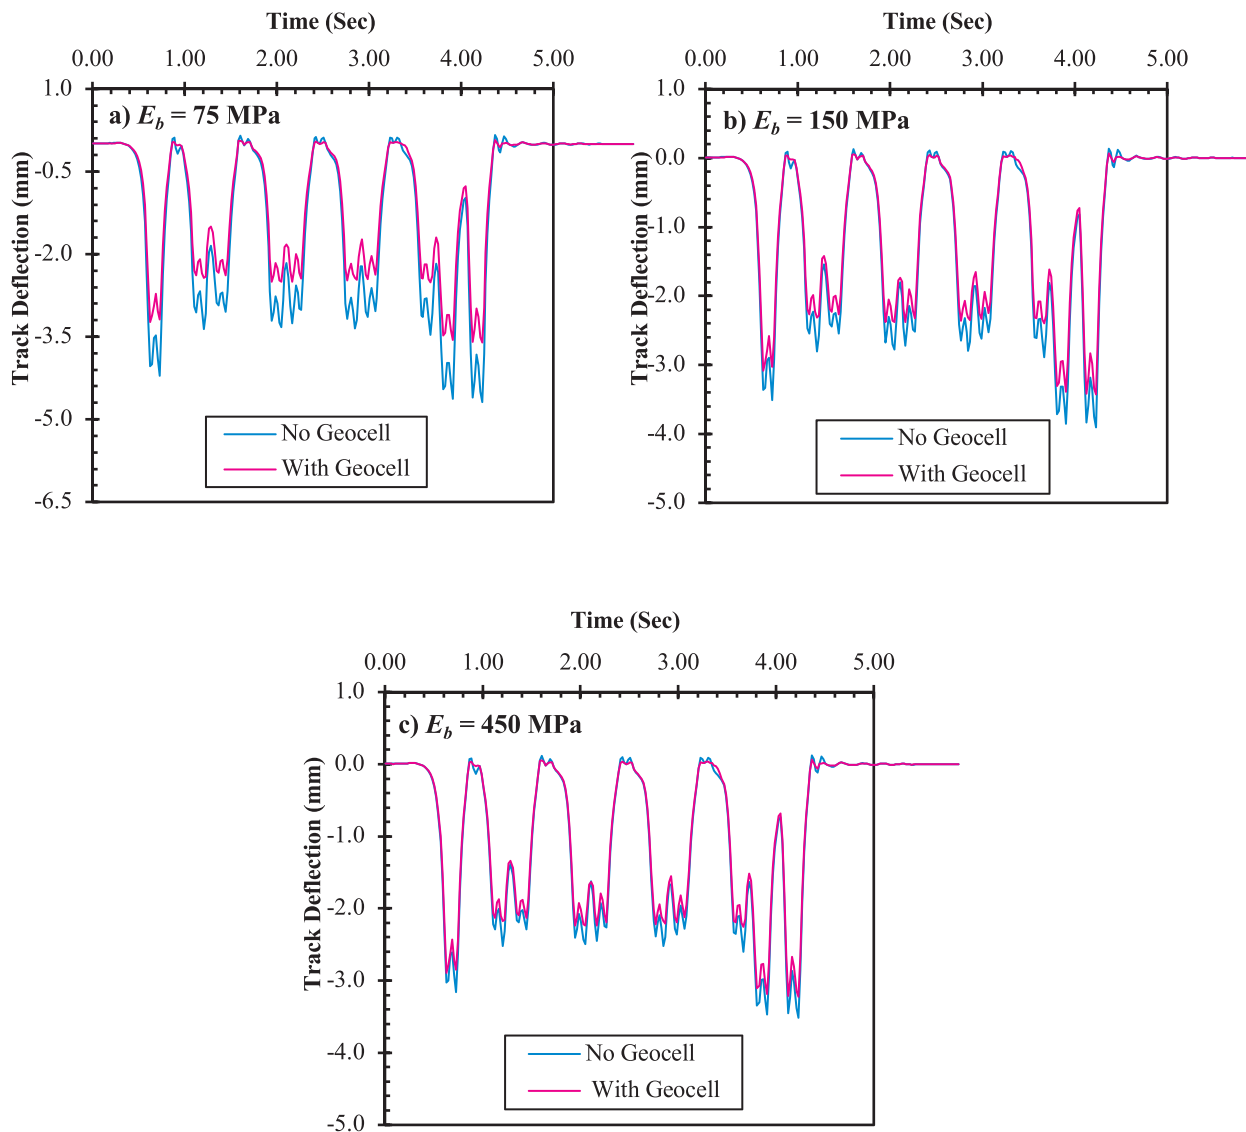 Time (Sec)
0.00 1.00 2.00 3.00 4.00 5.00
1.0
-0.5
-2.0
-3.5
-5.0
-6.5
Track Deflection (mm)
a) E_b = 75 MPa
No Geocell
With Geocell
Time (Sec)
0.00 1.00 2.00 3.00 4.00 5.00
1.0
0.0
-1.0
-2.0
-3.0
-4.0
-5.0
Track Deflection (mm)
b) E_b = 150 MPa
No Geocell
With Geocell
Time (Sec)
0.00 1.00 2.00 3.00 4.00 5.00
1.0
0.0
-1.0
-2.0
-3.0
-4.0
-5.0
Track Deflection (mm)
c) E_b = 450 MPa
No Geocell
With Geocell